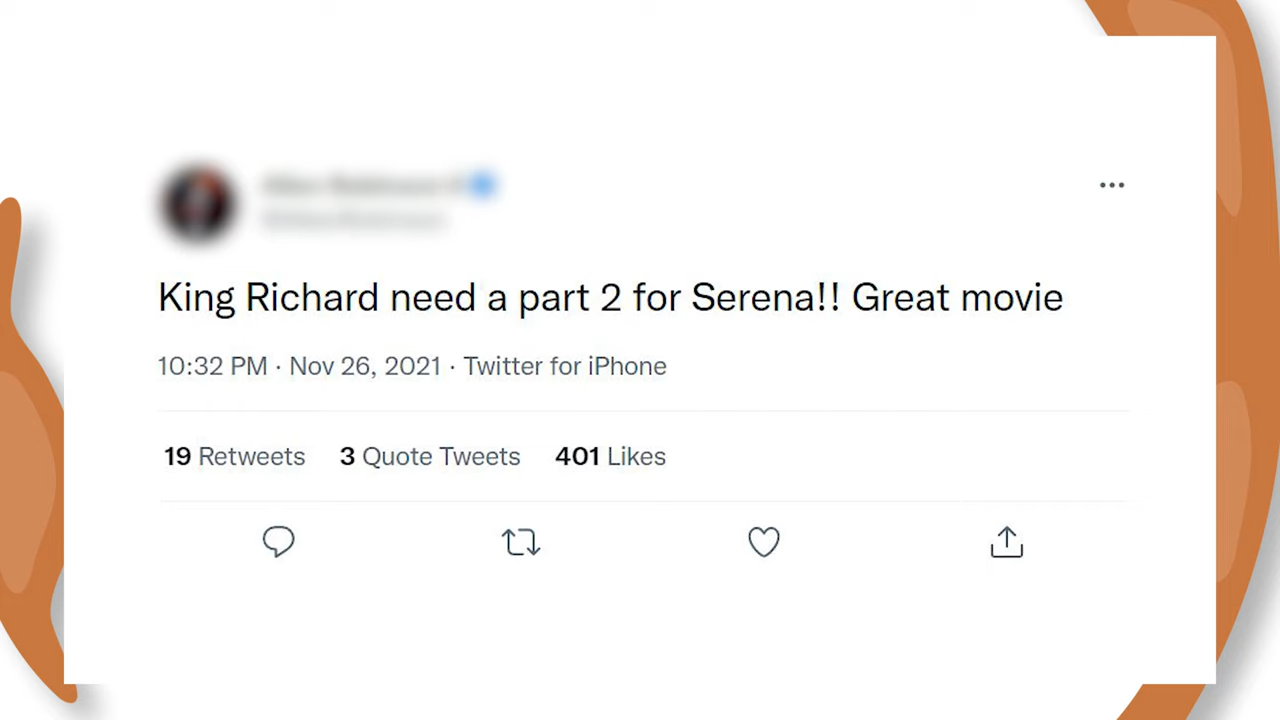 King Richard need a part 2 for Serena!! Great movie
10:32 PM · Nov 26, 2021 · Twitter for iPhone
19 Retweets 3 Quote Tweets 401 Likes